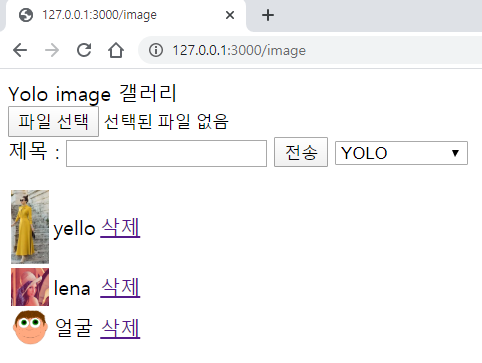 127.0.0.1:3000/image
127.0.0.1:3000/image
Yolo image 갤러리
파일 선택 선택된 파일 없음
제목 : 전송 YOLO
yello 삭제
lena 삭제
얼굴 삭제